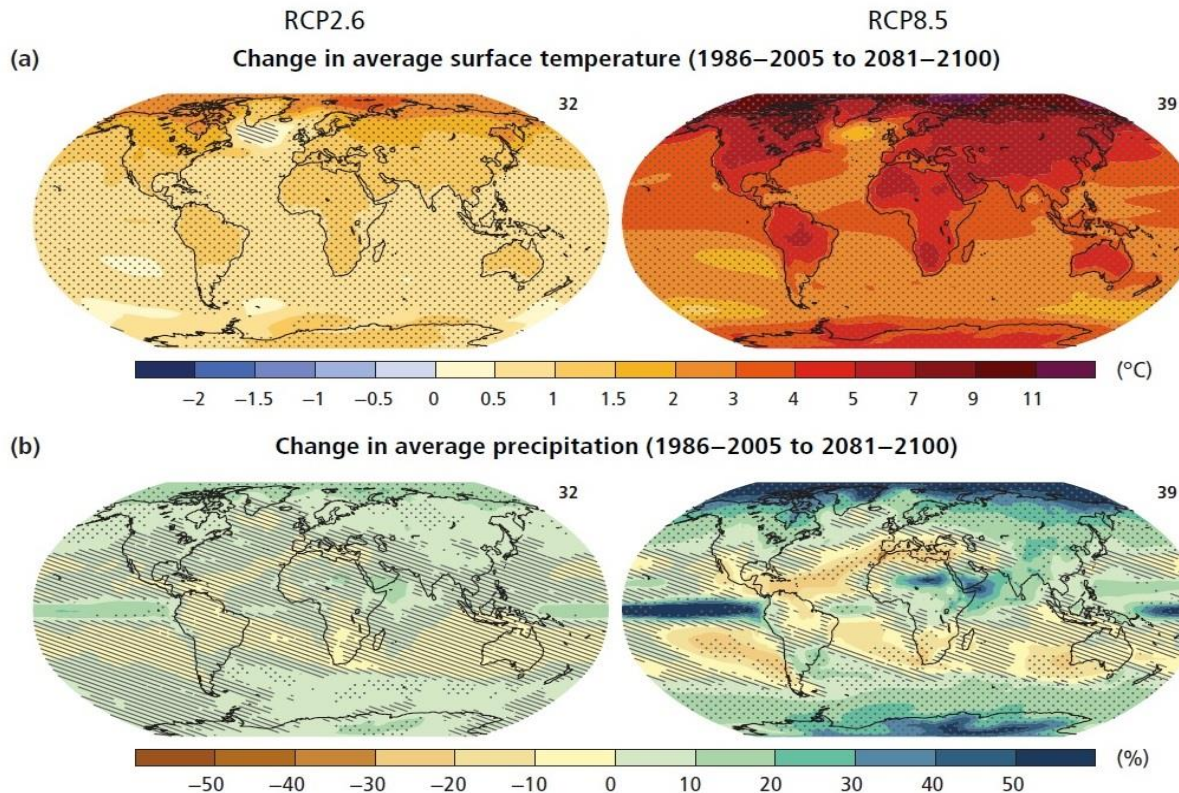 RCP2.6 RCP8.5
(a) Change in average surface temperature (1986–2005 to 2081–2100)
32 39
(°C)
−2 −1.5 −1 −0.5 0 0.5 1 1.5 2 3 4 5 7 9 11
(b) Change in average precipitation (1986–2005 to 2081–2100)
32 39
(%)
−50 −40 −30 −20 −10 0 10 20 30 40 50